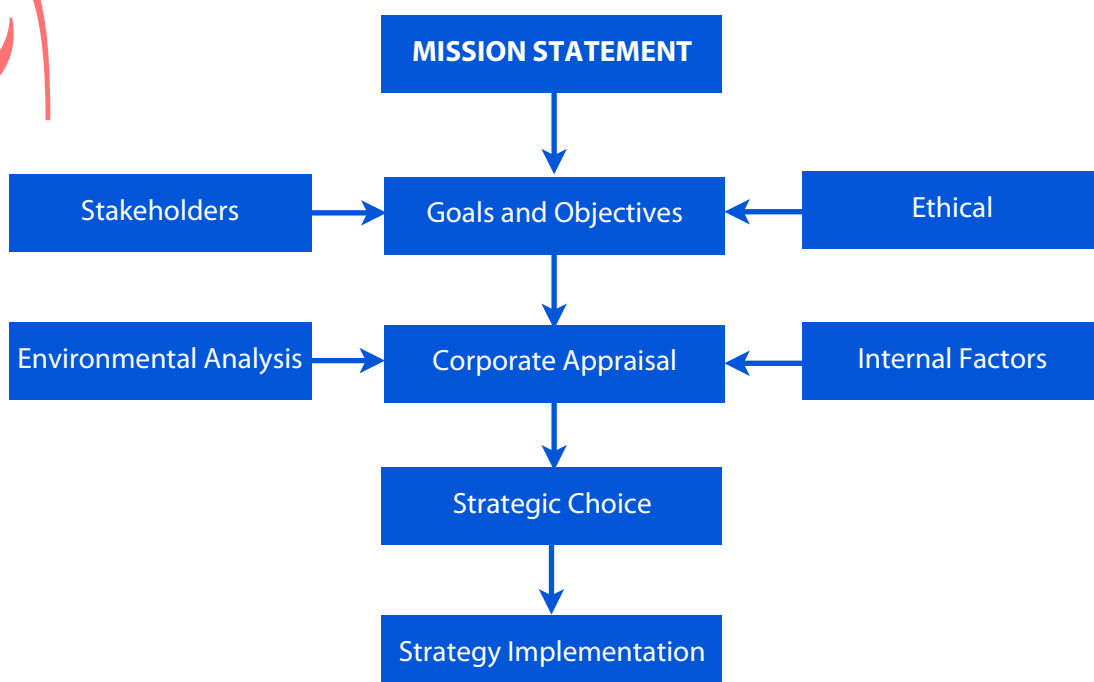 MISSION STATEMENT
Stakeholders
Goals and Objectives
Ethical
Environmental Analysis
Corporate Appraisal
Internal Factors
Strategic Choice
Strategy Implementation